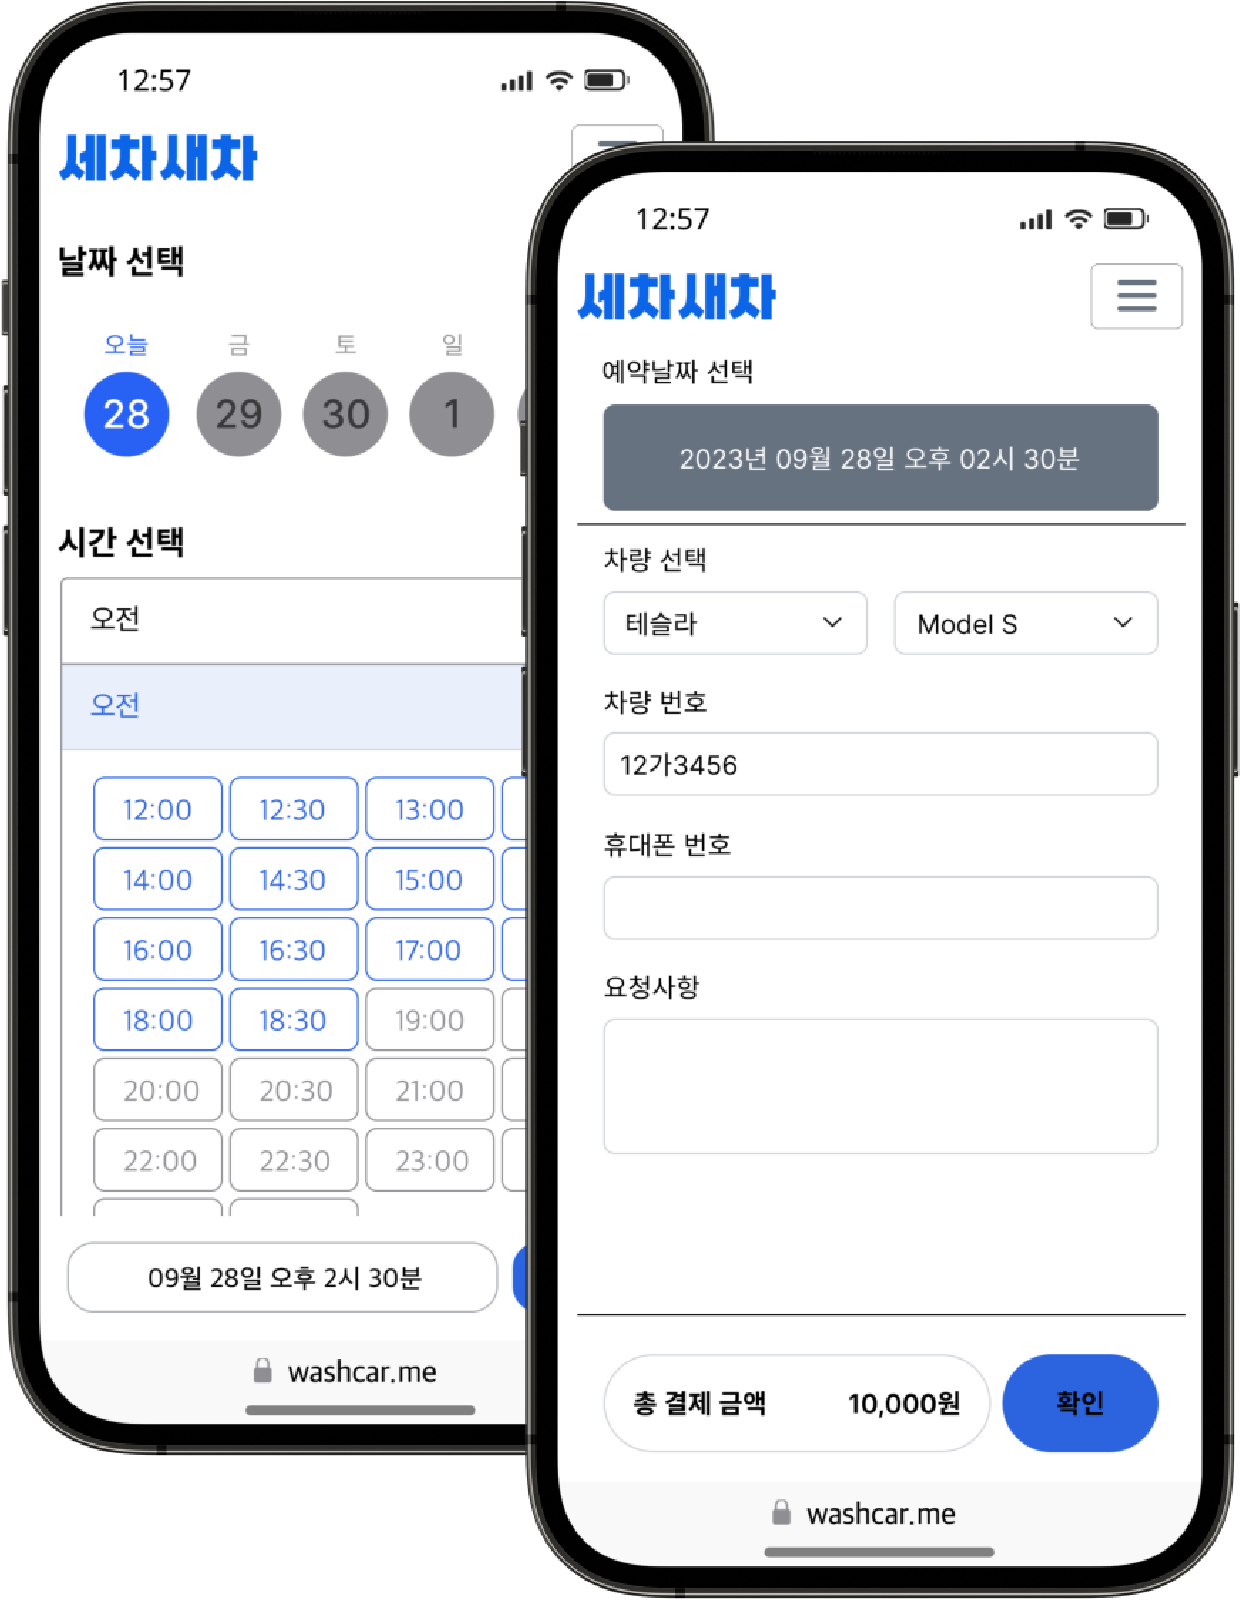 12:57
세차새차
날짜 선택
오늘 금 토 일
28 29 30 1
시간 선택
오전
오전
12:00 12:30 13:00
14:00 14:30 15:00
16:00 16:30 17:00
18:00 18:30 19:00
20:00 20:30 21:00
22:00 22:30 23:00
09월 28일 오후 2시 30분
washcar.me
12:57
세차새차
예약날짜 선택
2023년 09월 28일 오후 02시 30분
차량 선택
테슬라 Model S
차량 번호
12가3456
휴대폰 번호
요청사항
총 결제 금액 10,000원 확인
washcar.me